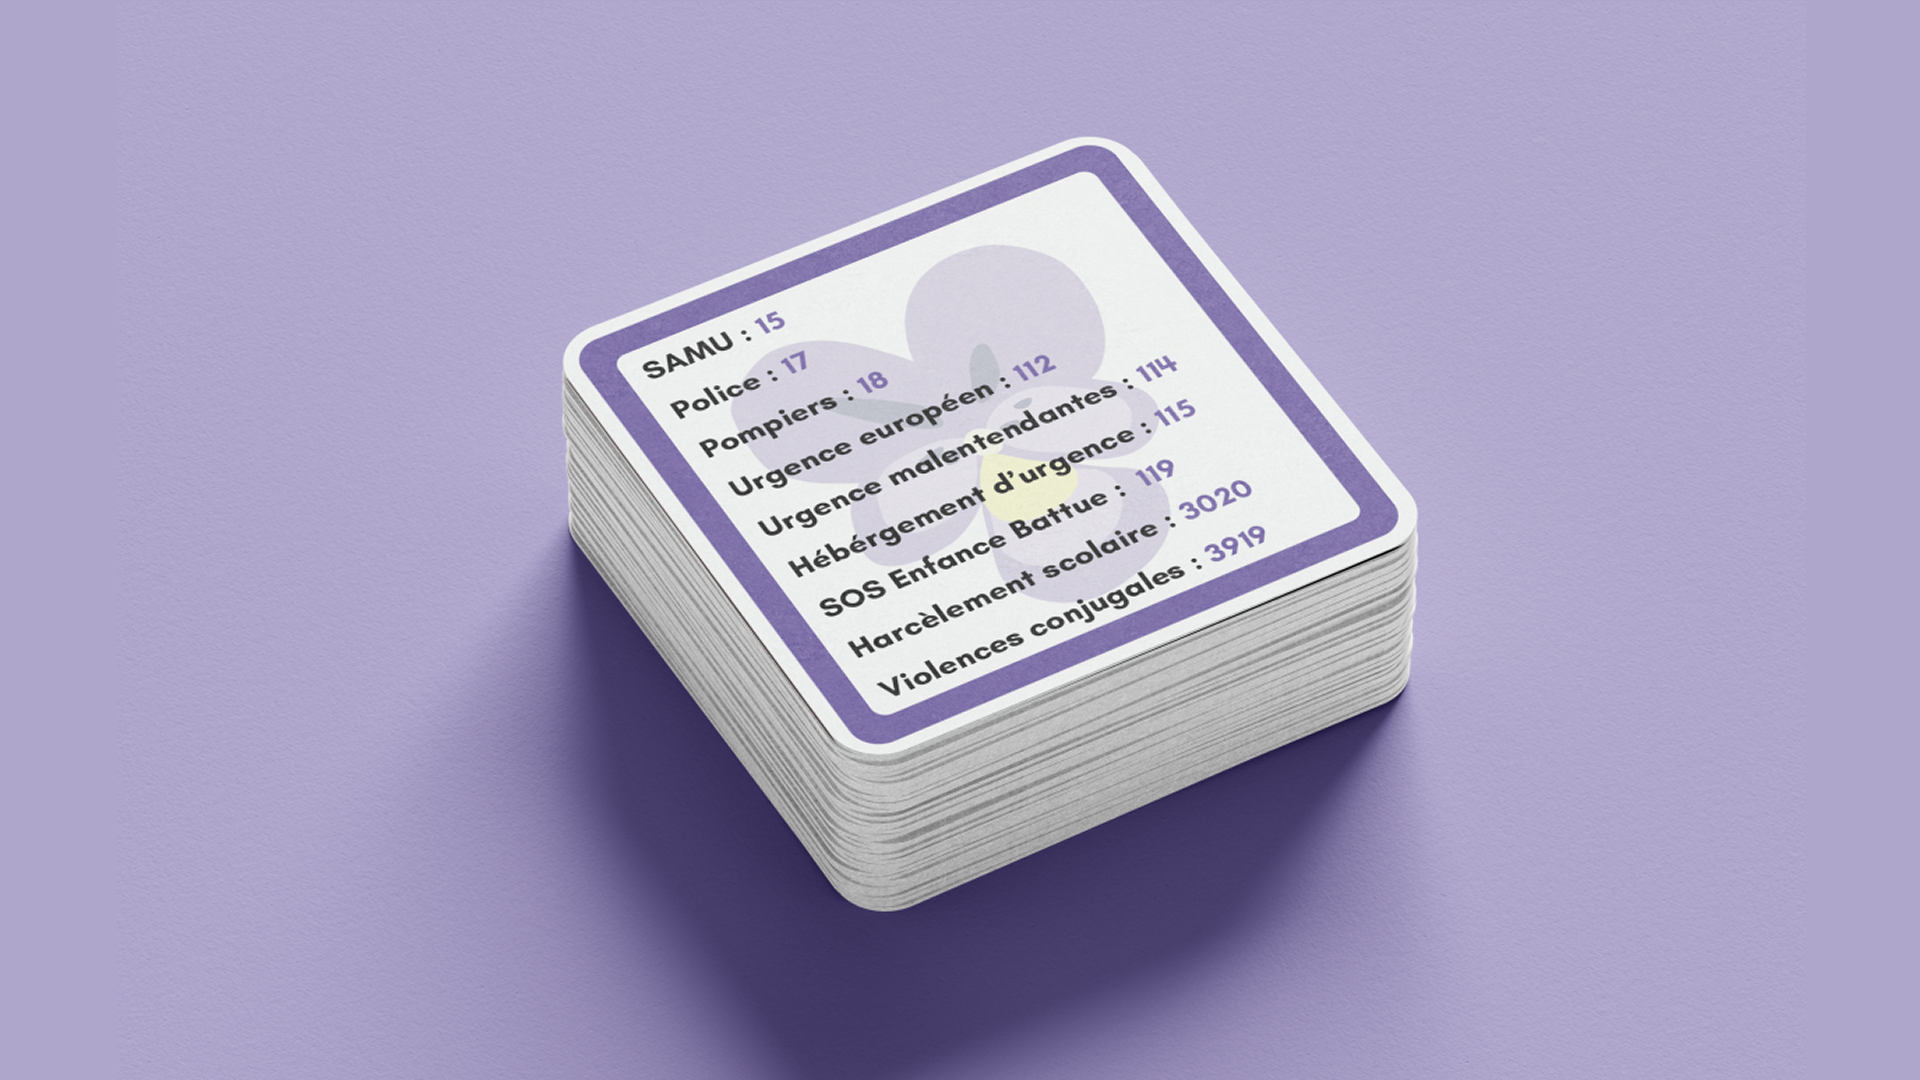 SAMU : 15
Police : 17
Pompiers : 18
Urgence européen : 112
Urgence malentendantes : 114
Hébérgement d'urgence : 115
SOS Enfance Battue : 119
Harcèlement scolaire : 3020
Violences conjugales : 3919